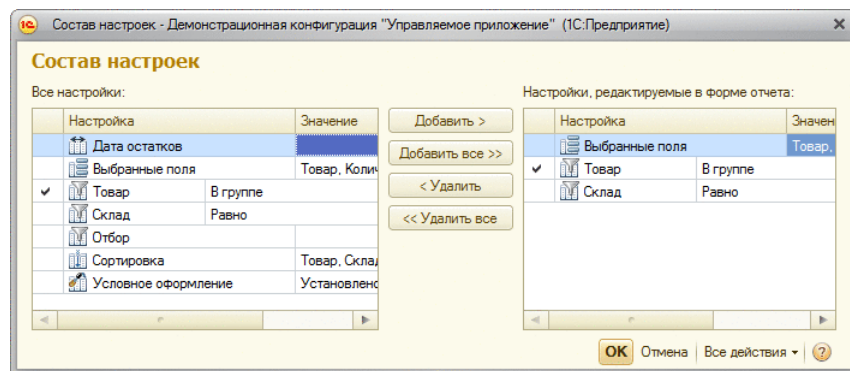 Состав настроек - Демонстрационная конфигурация "Управляемое приложение" (1С:Предприятие)
Состав настроек
Все настройки:
Настройки, редактируемые в форме отчета:
Настройка Значение
Дата остатков
Выбранные поля Товар, Колич
Товар В группе
Склад Равно
Отбор
Сортировка Товар, Склад
Условное оформление Установлено
Добавить >
Добавить все >>
< Удалить
<< Удалить все
Настройка Значен
Выбранные поля Товар,
Товар В группе
Склад Равно
OK Отмена Все действия ?